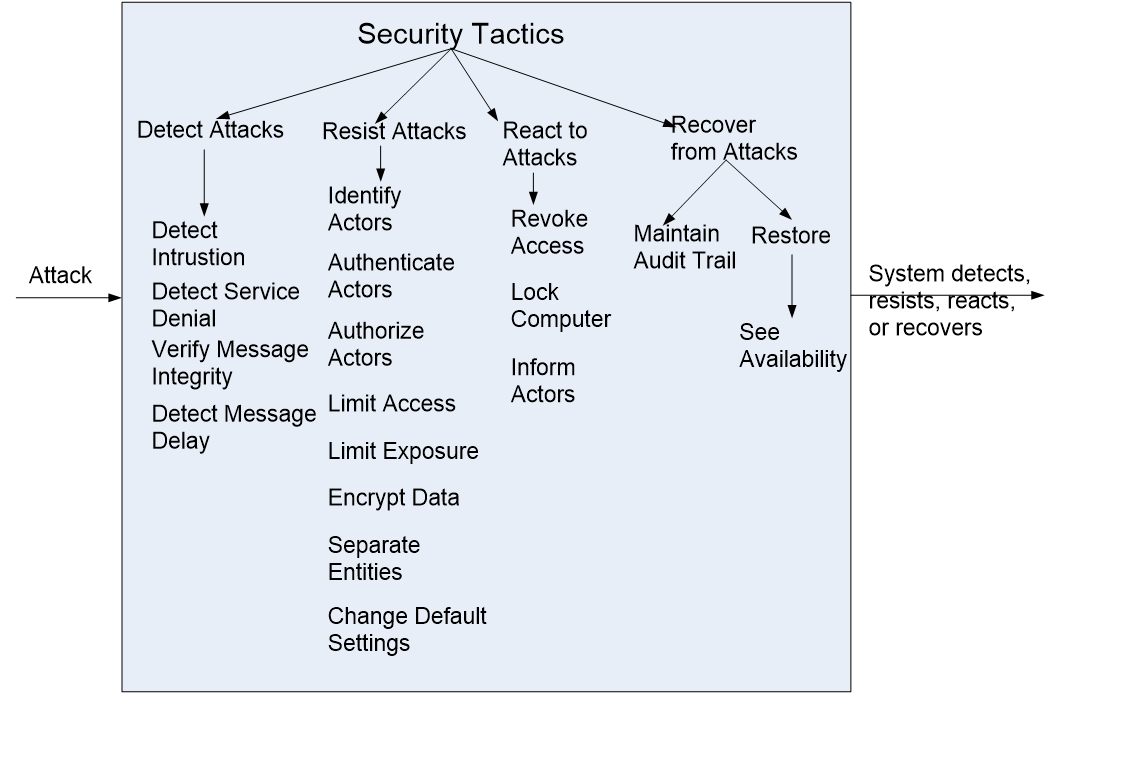 Security Tactics
Detect Attacks
Resist Attacks
React to
Attacks
Recover
from Attacks
Detect
Intrustion
Detect Service
Denial
Verify Message
Integrity
Detect Message
Delay
Identify
Actors
Authenticate
Actors
Authorize
Actors
Limit Access
Limit Exposure
Encrypt Data
Separate
Entities
Change Default
Settings
Revoke
Access
Lock
Computer
Inform
Actors
Maintain
Audit Trail
Restore
See
Availability
Attack
System detects,
resists, reacts,
or recovers